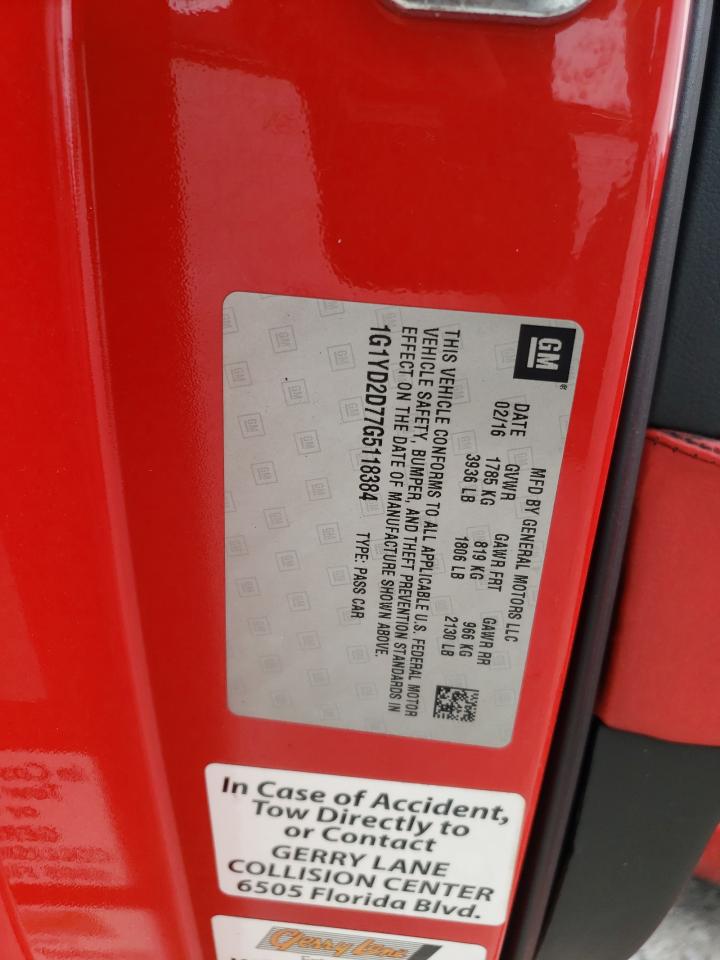 GM
MFD BY GENERAL MOTORS LLC
DATE GVWR GAWR FRT GAWR RR
02/16 1785 KG 819 KG 966 KG
3936 LB 1806 LB 2130 LB
THIS VEHICLE CONFORMS TO ALL APPLICABLE U.S. FEDERAL MOTOR
VEHICLE SAFETY, BUMPER, AND THEFT PREVENTION STANDARDS IN
EFFECT ON THE DATE OF MANUFACTURE SHOWN ABOVE.
1G1YD2D77G5118384 TYPE: PASS CAR
In Case of Accident,
Tow Directly to
or Contact
GERRY LANE
COLLISION CENTER
6505 Florida Blvd.
Gerry Lane